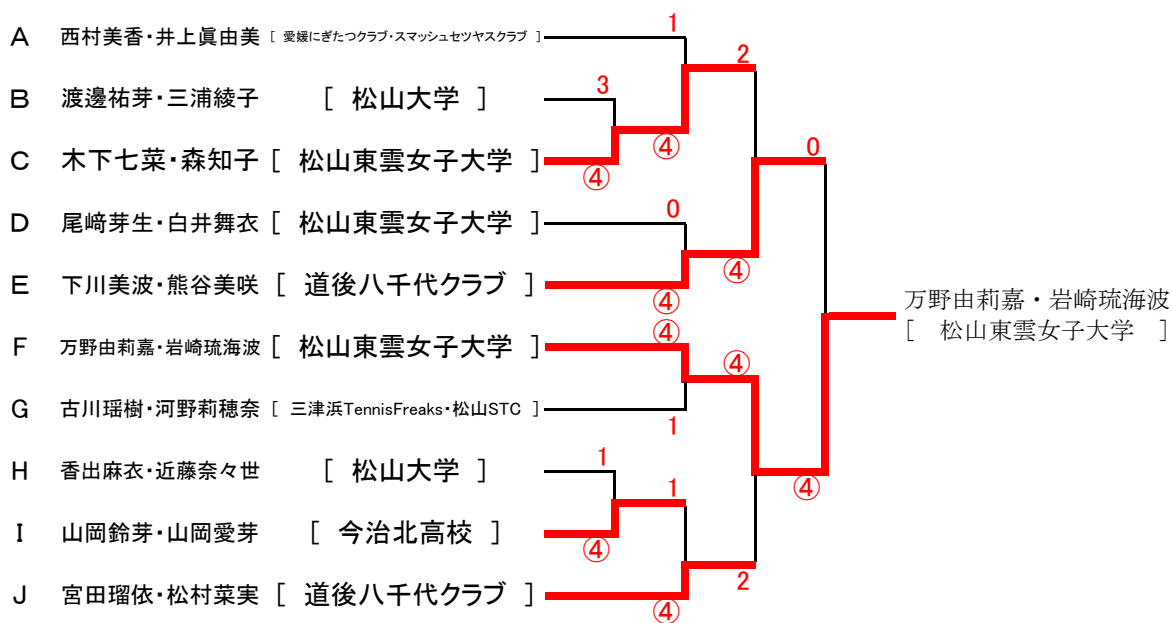 A 西村美香・井上眞由美 [ 愛媛にぎたつクラブ・スマッシュセツヤスクラブ ] 1
2
B 渡邊祐芽・三浦綾子 [ 松山大学 ] 3
④
C 木下七菜・森知子 [ 松山東雲女子大学 ] ④
0
D 尾﨑芽生・白井舞衣 [ 松山東雲女子大学 ] 0
④
E 下川美波・熊谷美咲 [ 道後八千代クラブ ] ④
万野由莉嘉・岩崎琉海波
[ 松山東雲女子大学 ]
F 万野由莉嘉・岩崎琉海波 [ 松山東雲女子大学 ] ④
④
G 古川瑶樹・河野莉穂奈 [ 三津浜TennisFreaks・松山STC ] 1
H 香出麻衣・近藤奈々世 [ 松山大学 ] 1
1
④
I 山岡鈴芽・山岡愛芽 [ 今治北高校 ] ④
2
J 宮田瑠依・松村菜実 [ 道後八千代クラブ ] ④